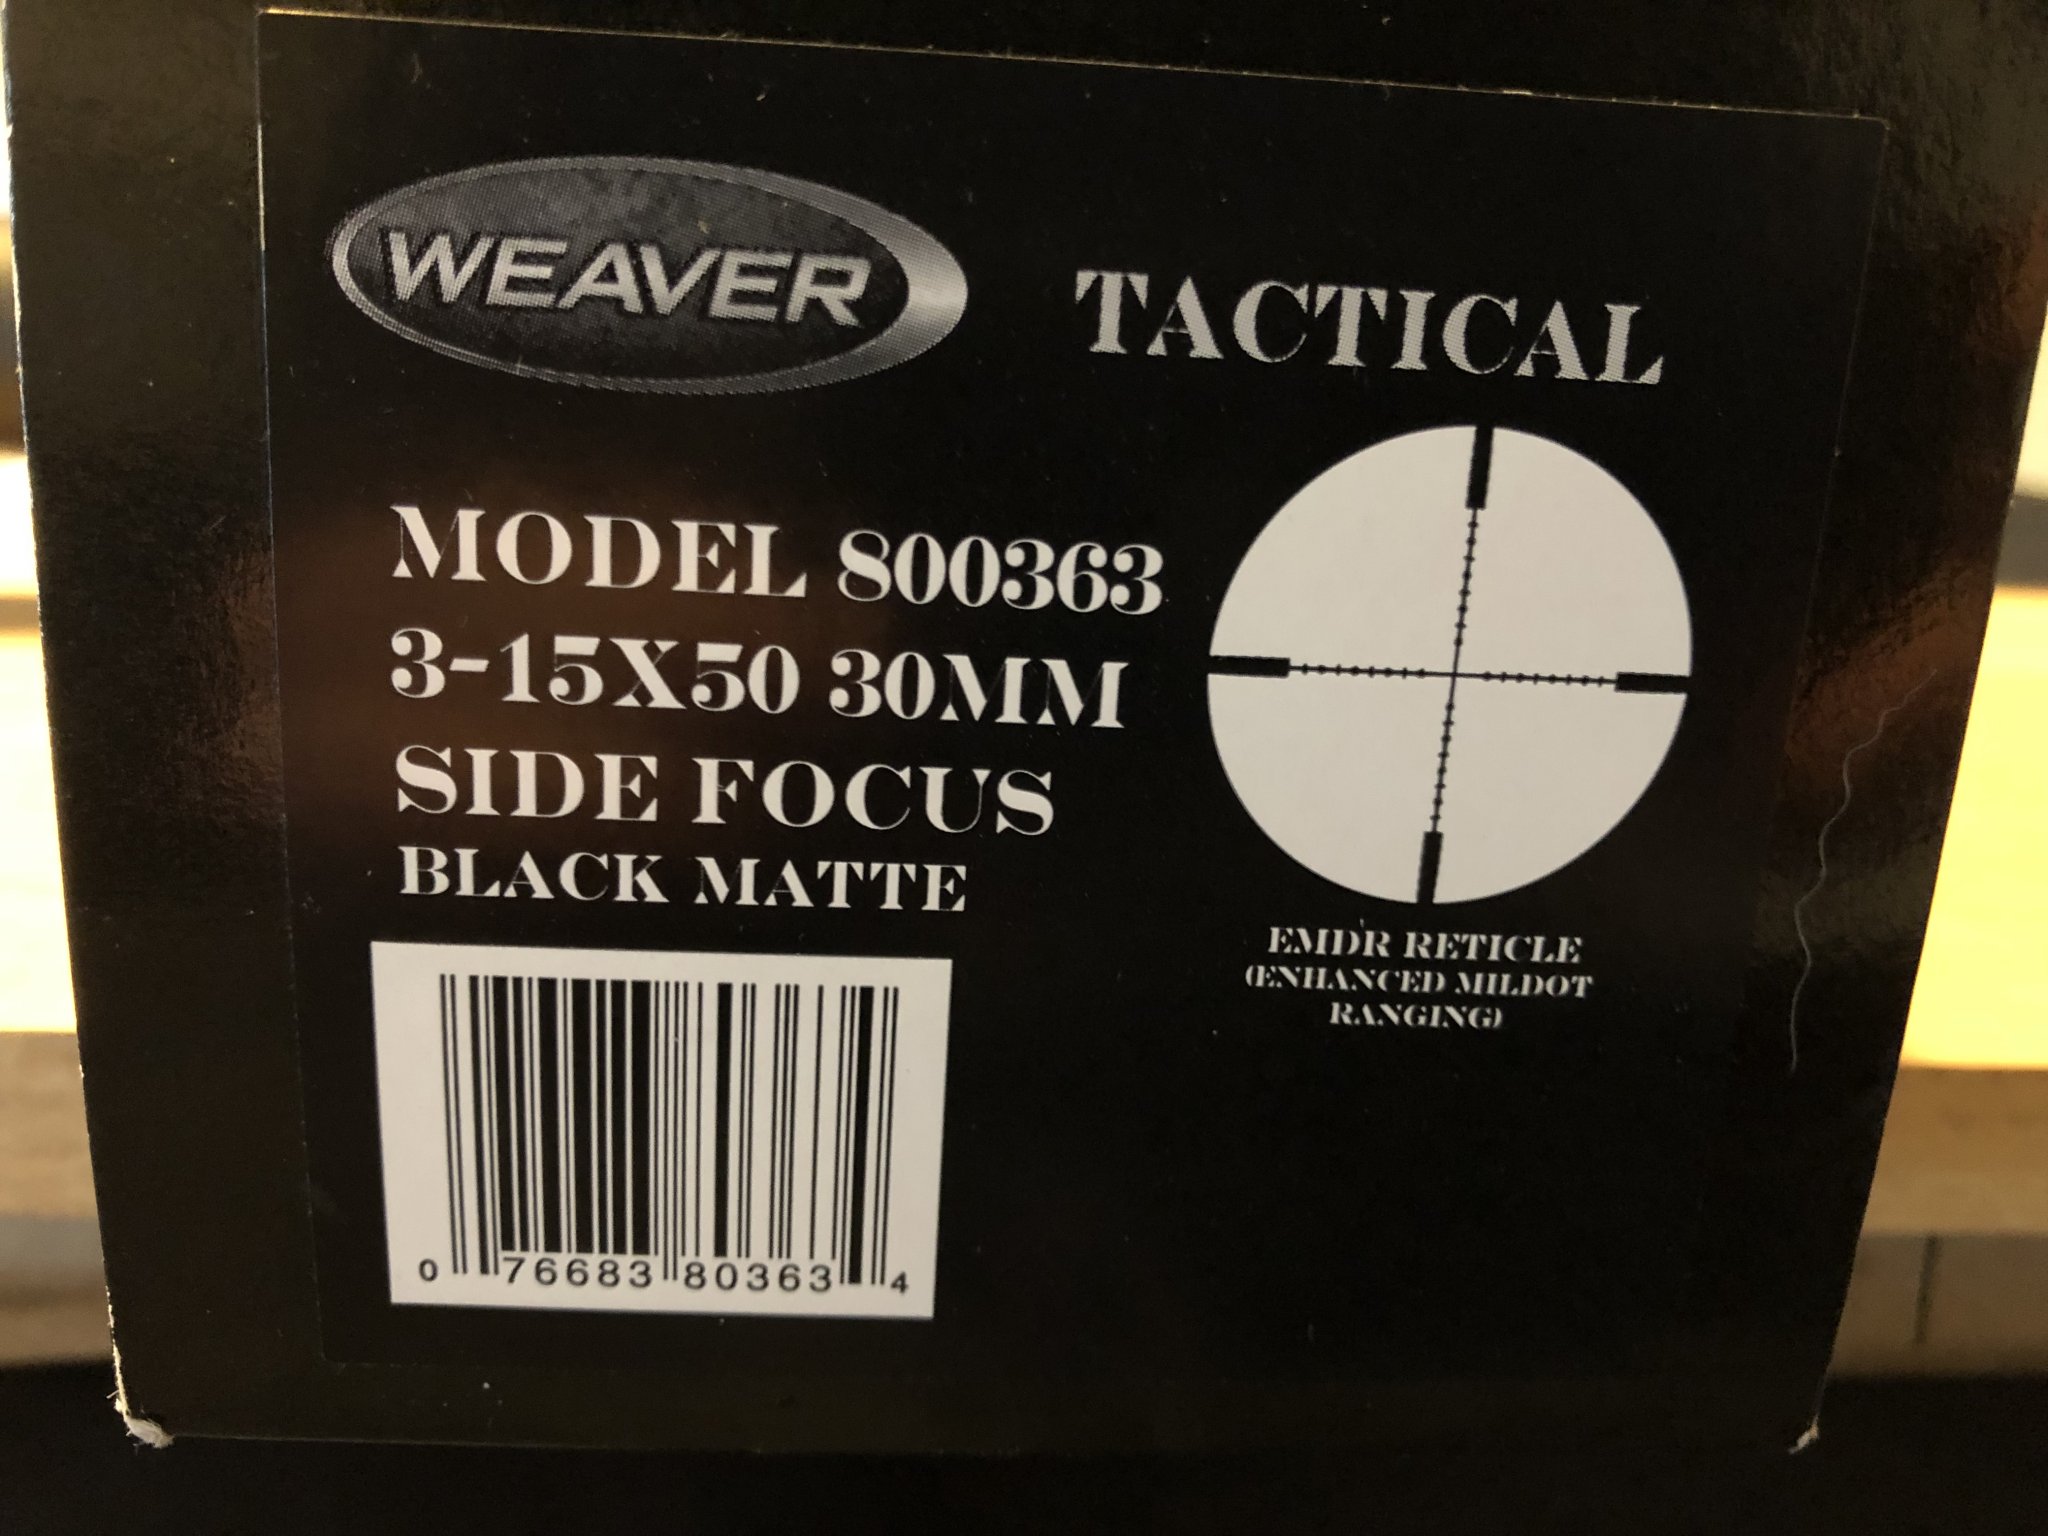 WEAVER
TACTICAL
MODEL 800363
3-15X50 30MM
SIDE FOCUS
BLACK MATTE
EMDR RETICLE
(ENHANCED MILDOT
RANGING)
0 76683 80363 4